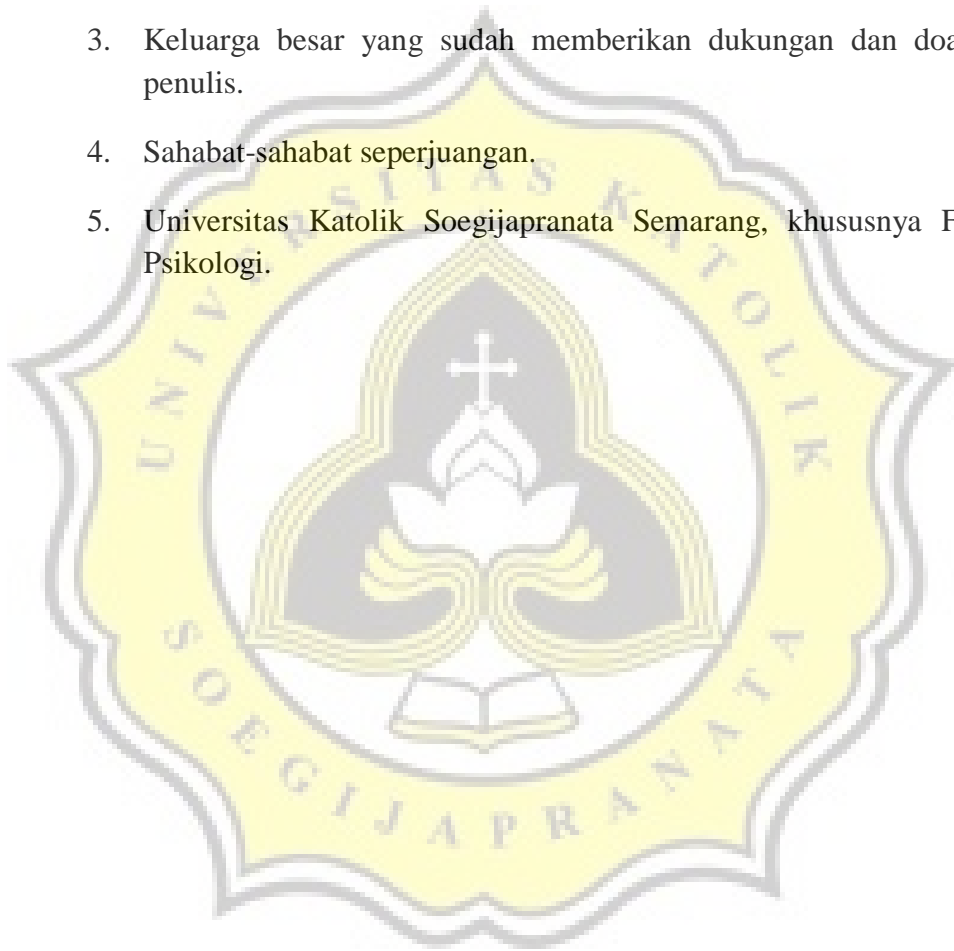 3. Keluarga besar yang sudah memberikan dukungan dan doa
penulis.
4. Sahabat-sahabat seperjuangan.
5. Universitas Katolik Soegijapranata Semarang, khususnya F
Psikologi.
UNIVERSITAS KATOLIK
SOEGIJAPRANATA